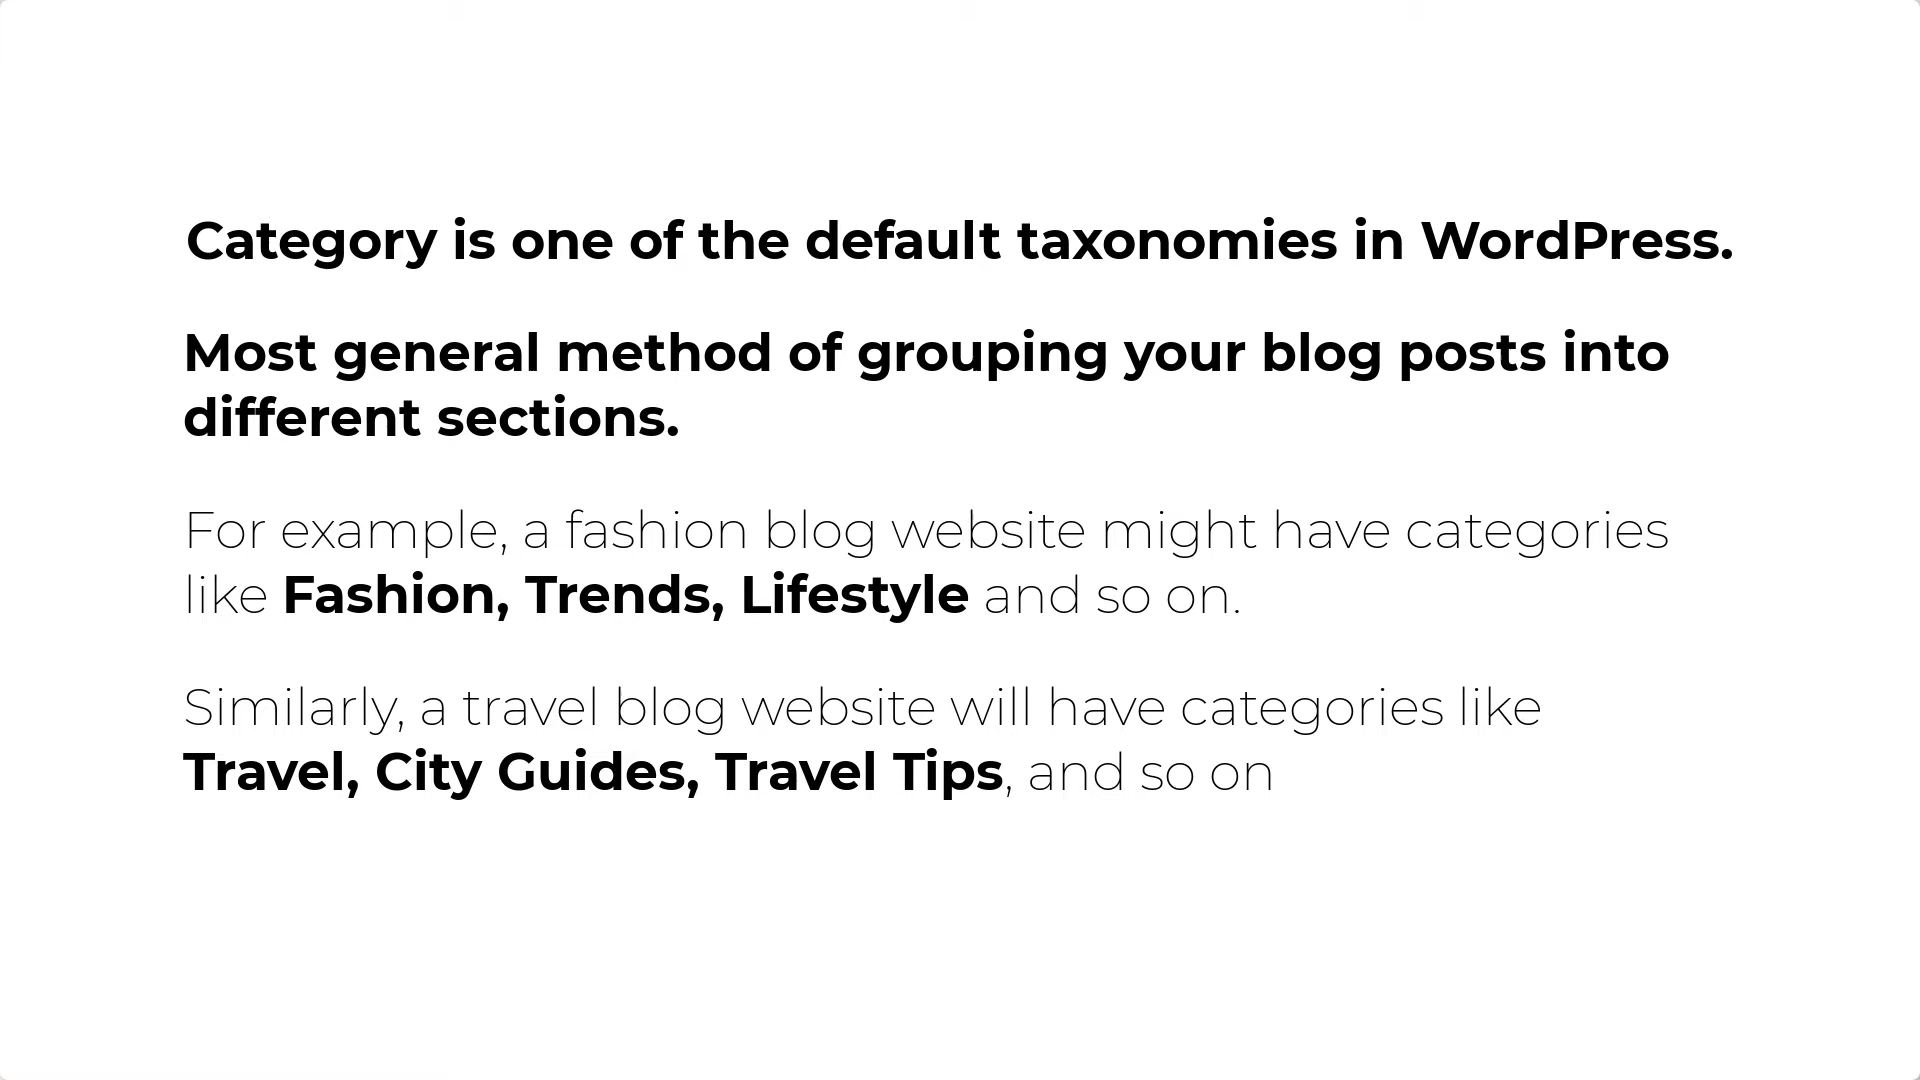 Category is one of the default taxonomies in WordPress.
Most general method of grouping your blog posts into
different sections.
For example, a fashion blog website might have categories
like Fashion, Trends, Lifestyle and so on.
Similarly, a travel blog website will have categories like
Travel, City Guides, Travel Tips, and so on